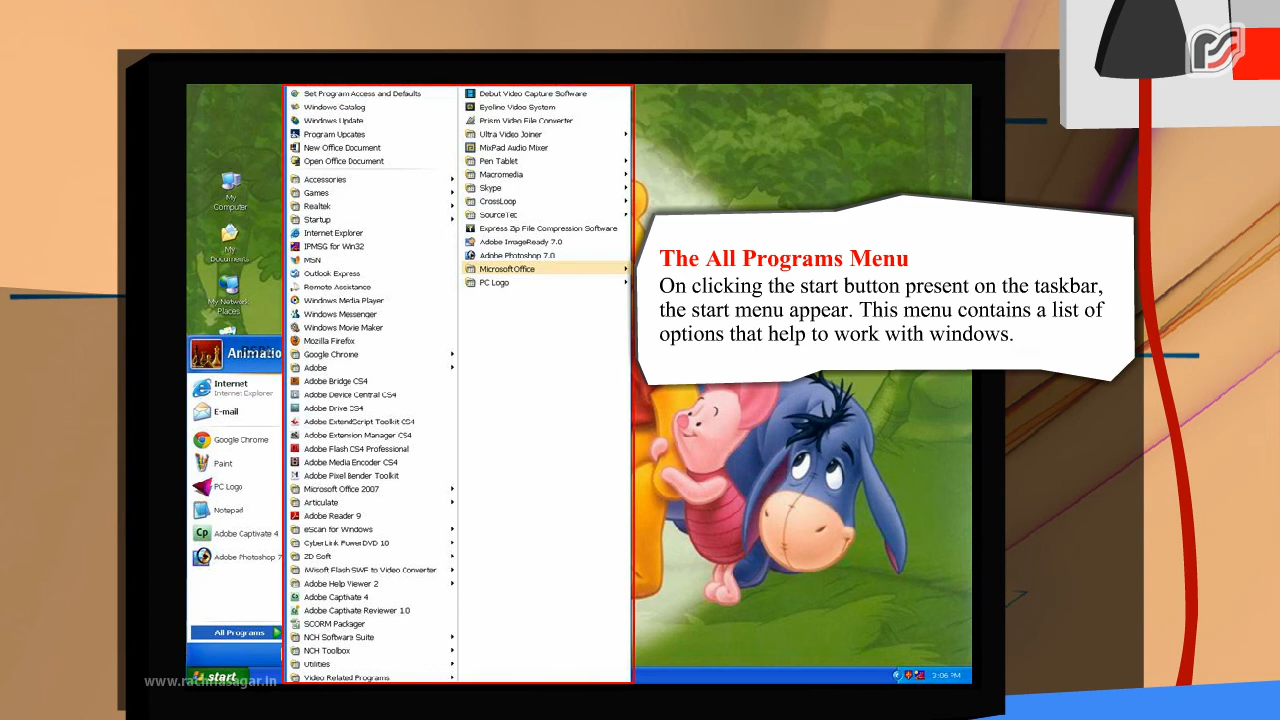 My
Computer
My
Documents
My Network
Places
Animatio
Internet
Internet Explorer
E-mail
Google Chrome
Paint
PC Logo
Notepad
Adobe Captivate 4
Adobe Photoshop 7
All Programs
start
Set Program Access and Defaults
Windows Catalog
Windows Update
Program Updates
New Office Document
Open Office Document
Accessories
Games
Realtek
Startup
Internet Explorer
IPMSG for Win32
MSN
Outlook Express
Remote Assistance
Windows Media Player
Windows Messenger
Windows Movie Maker
Mozilla Firefox
Google Chrome
Adobe
Adobe Bridge CS4
Adobe Device Central CS4
Adobe Drive CS4
Adobe ExtendScript Toolkit CS4
Adobe Extension Manager CS4
Adobe Flash CS4 Professional
Adobe Media Encoder CS4
Adobe Pixel Bender Toolkit
Microsoft Office 2007
Articulate
Adobe Reader 9
eScan for Windows
CyberLink PowerDVD 10
ZD Soft
iWisoft Flash SWF to Video Converter
Adobe Help Viewer 2
Adobe Captivate 4
Adobe Captivate Reviewer 1.0
SCORM Packager
NCH Software Suite
NCH Toolbox
Utilities
Video Related Programs
Debut Video Capture Software
Eyeline Video System
Prism Video File Converter
Ultra Video Joiner
MixPad Audio Mixer
Pen Tablet
Macromedia
Skype
CrossLoop
SourceTec
Express Zip File Compression Software
Adobe ImageReady 7.0
Adobe Photoshop 7.0
Microsoft Office
PC Logo
The All Programs Menu
On clicking the start button present on the taskbar,
the start menu appear. This menu contains a list of
options that help to work with windows.
3:06 PM
www.rachnasagar.in